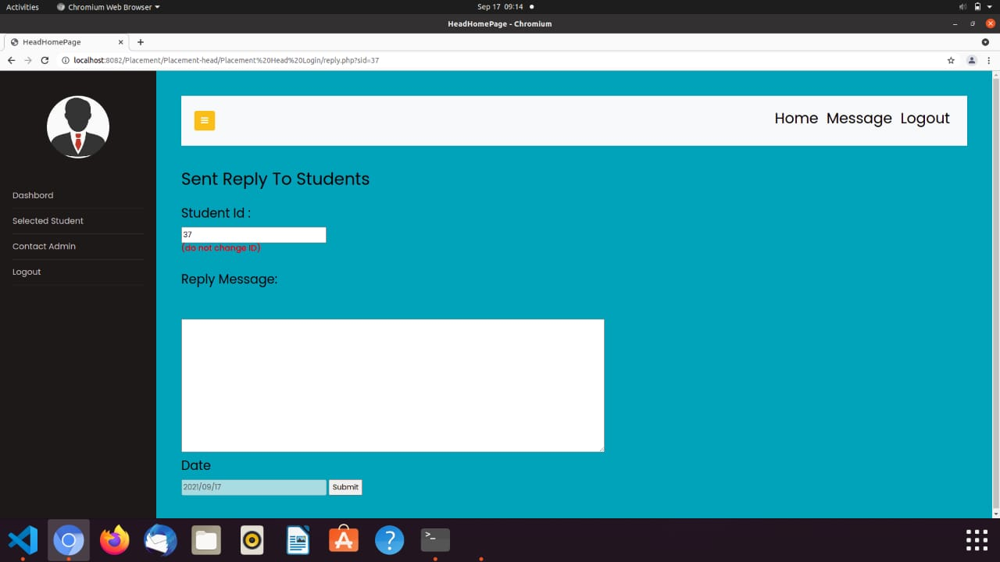 Activities
Chromium Web Browser
Sep 17 09:14
HeadHomePage - Chromium
HeadHomePage
localhost:8082/Placement/Placement-head/Placement%20Head%20Login/reply.php?sid=37
Home Message Logout
Dashbord
Selected Student
Contact Admin
Logout
Sent Reply To Students
Student Id :
37
(do not change ID)
Reply Message:
Date
2021/09/17 Submit